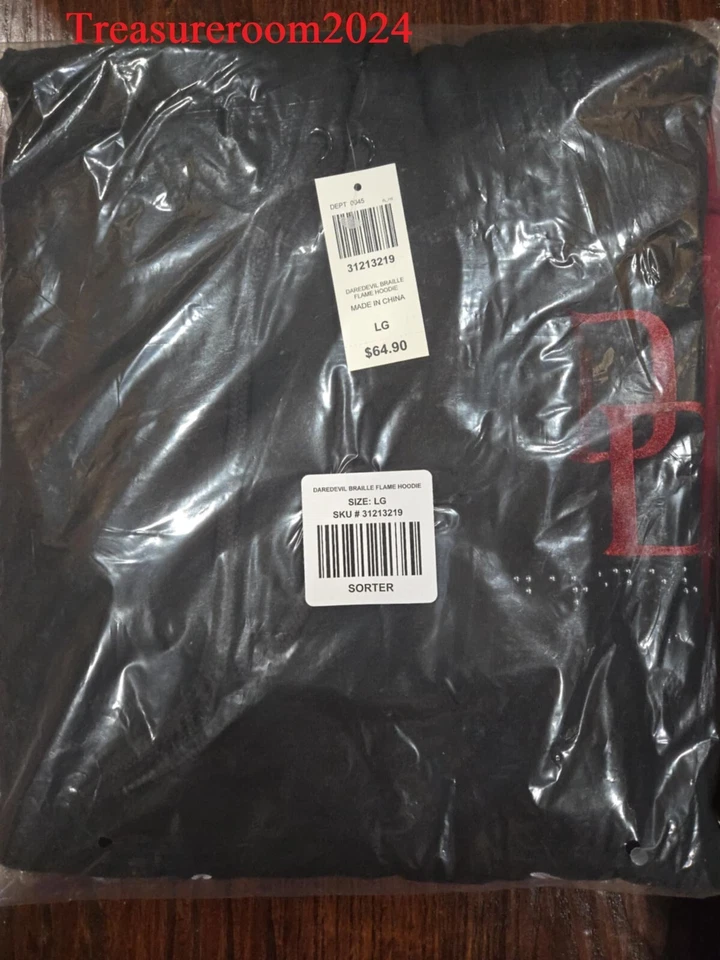 Treasureroom2024
DEPT 0045
31213219
DAREDEVIL BRAILLE
FLAME HOODIE
MADE IN CHINA
LG
$64.90
DD
DAREDEVIL BRAILLE FLAME HOODIE
SIZE: LG
SKU # 31213219
SORTER